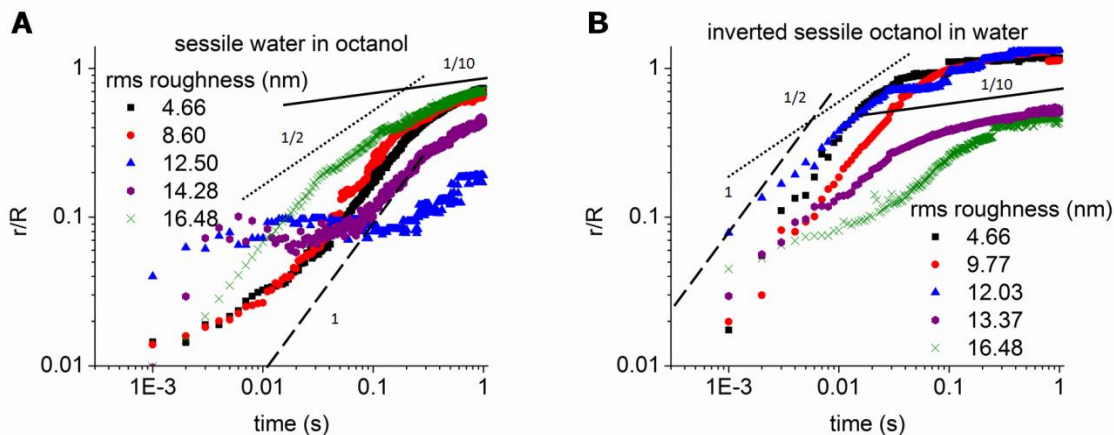 A
sessile water in octanol
rms roughness (nm)
4.66
8.60
12.50
14.28
16.48
1/10
1/2
1
1
0.1
0.01
1E-3
0.01
0.1
1
r/R
time (s)
B
inverted sessile octanol in water
1/2
1/10
1
rms roughness (nm)
4.66
9.77
12.03
13.37
16.48
1
0.1
0.01
1E-3
0.01
0.1
1
r/R
time (s)